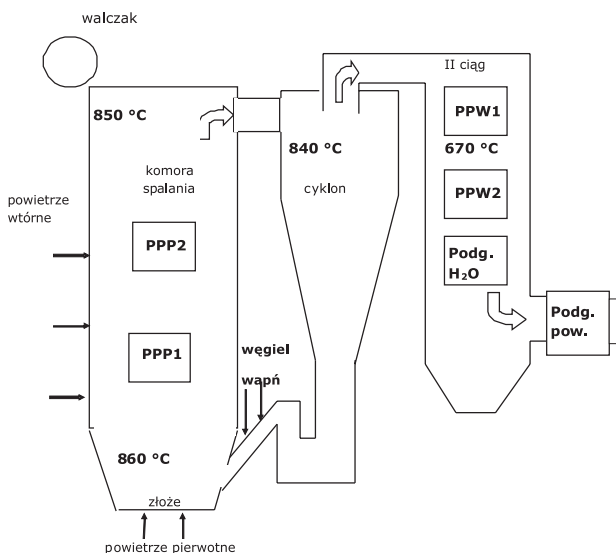 walczak
II ciąg
850 °C
PPW1
840 °C
670 °C
komora
spalania
cyklon
powietrze
wtórne
PPW2
PPP2
Podg.
H₂O
Podg.
pow.
PPP1
węgiel
wapń
860 °C
złoże
powietrze pierwotne